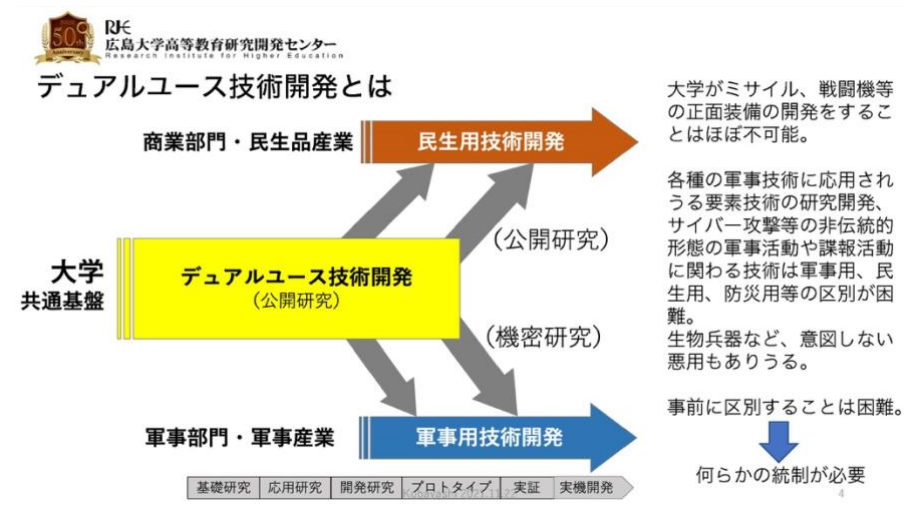 50th
Anniversary
RIHE
広島大学高等教育研究開発センター
Research Institute for Higher Education
デュアルユース技術開発とは
商業部門・民生品産業
民生用技術開発
(公開研究)
大学
共通基盤
デュアルユース技術開発
(公開研究)
(機密研究)
軍事部門・軍事産業
軍事用技術開発
基礎研究
応用研究
開発研究
プロトタイプ
実証
実機開発
大学がミサイル、戦闘機等
の正面装備の開発をするこ
とはほぼ不可能。
各種の軍事技術に応用され
うる要素技術の研究開発、
サイバー攻撃等の非伝統的
形態の軍事活動や諜報活動
に関わる技術は軍事用、民
生用、防災用等の区別が困
難。
生物兵器など、意図しない
悪用もありうる。
事前に区別することは困難。
何らかの統制が必要
4